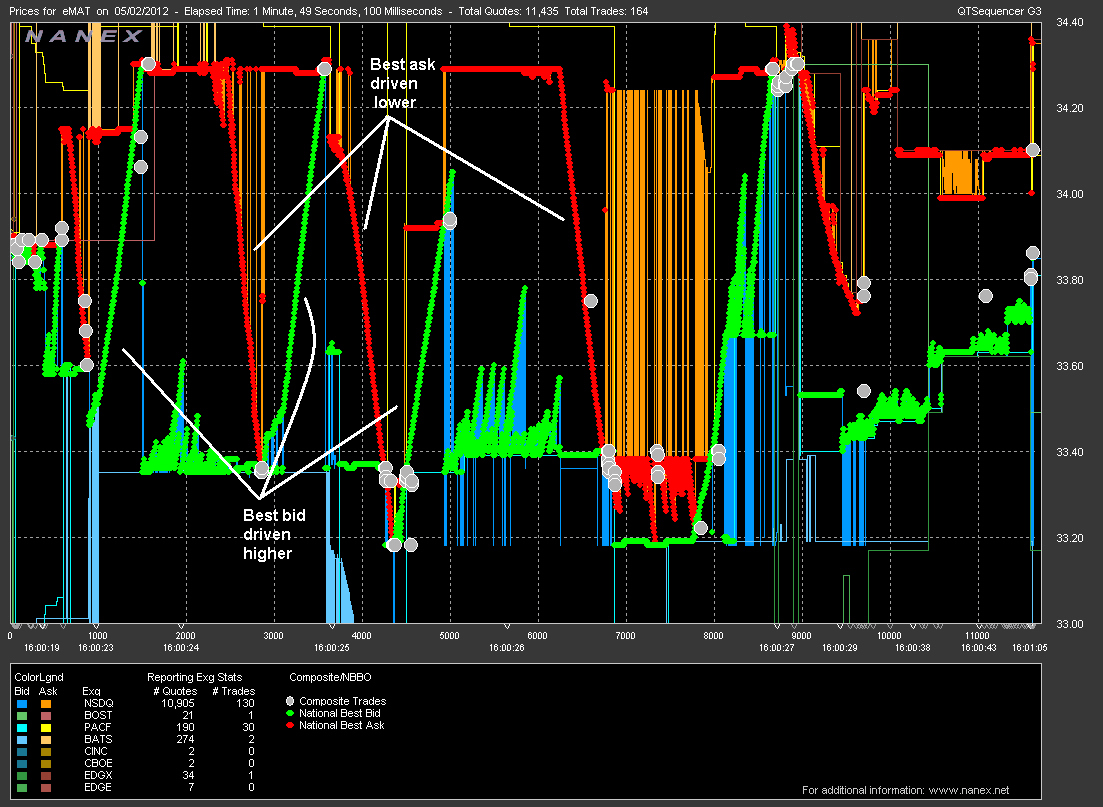 Prices for eMAT on 05/02/2012 - Elapsed Time: 1 Minute, 49 Seconds, 100 Milliseconds - Total Quotes: 11,435 Total Trades: 164 QTSequencer G3
NANEX
34.40
Best ask
driven
lower
34.20
34.00
33.80
33.60
33.40
Best bid
driven
higher
33.20
33.00
0 1000 2000 3000 4000 5000 6000 7000 8000 9000 10000 11000
16:00:19 16:00:23 16:00:24 16:00:25 16:00:26 16:00:27 16:00:29 16:00:38 16:00:43 16:01:05
ColorLgnd Reporting Exg Stats Composite/NBBO
Bid Ask Exq # Quotes # Trades
NSDQ 10,905 130 Composite Trades
BOST 21 1 National Best Bid
PACF 190 30 National Best Ask
BATS 274 2
CINC 2 0
CBOE 2 0
EDGX 34 1
EDGE 7 0
For additional information: www.nanex.net